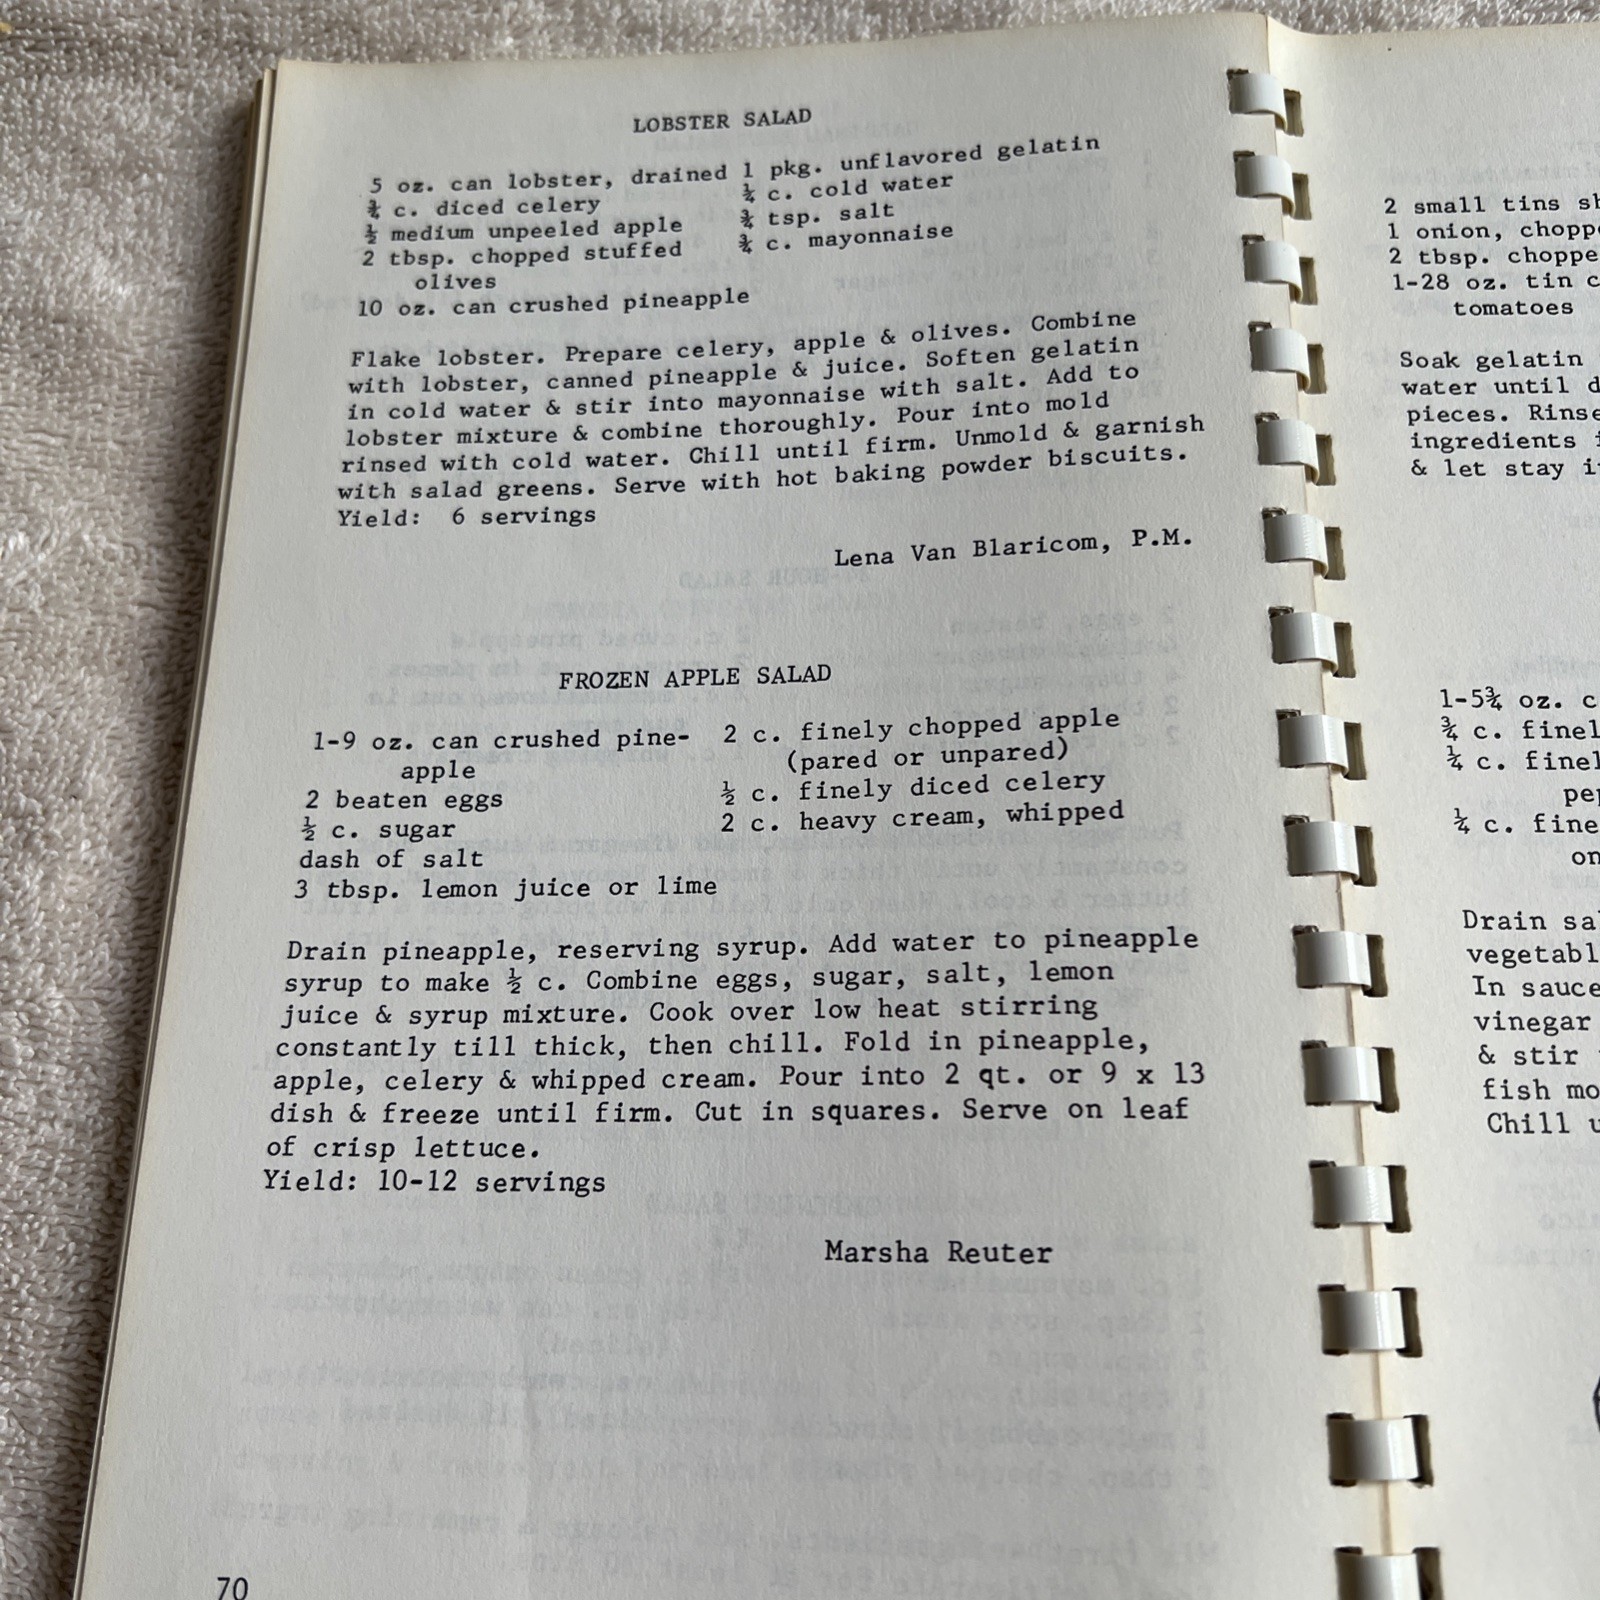 LOBSTER SALAD
5 oz. can lobster, drained 1 pkg. unflavored gelatin
¾ c. diced celery ¼ c. cold water
½ medium unpeeled apple ¾ tsp. salt
2 tbsp. chopped stuffed ¾ c. mayonnaise
olives
10 oz. can crushed pineapple
Flake lobster. Prepare celery, apple & olives. Combine
with lobster, canned pineapple & juice. Soften gelatin
in cold water & stir into mayonnaise with salt. Add to
lobster mixture & combine thoroughly. Pour into mold
rinsed with cold water. Chill until firm. Unmold & garnish
with salad greens. Serve with hot baking powder biscuits.
Yield: 6 servings
Lena Van Blaricom, P.M.
FROZEN APPLE SALAD
1-9 oz. can crushed pine- 2 c. finely chopped apple
apple (pared or unpared)
2 beaten eggs ½ c. finely diced celery
½ c. sugar 2 c. heavy cream, whipped
dash of salt
3 tbsp. lemon juice or lime
Drain pineapple, reserving syrup. Add water to pineapple
syrup to make ½ c. Combine eggs, sugar, salt, lemon
juice & syrup mixture. Cook over low heat stirring
constantly till thick, then chill. Fold in pineapple,
apple, celery & whipped cream. Pour into 2 qt. or 9 x 13
dish & freeze until firm. Cut in squares. Serve on leaf
of crisp lettuce.
Yield: 10-12 servings
Marsha Reuter
70
2 small tins
1 onion,
2 tbsp.
1-28 oz. tin
tomatoes
Soak gelatin
water until
pieces.
ingredients
& let stay
1-5¾ oz.
¾ c.
¼ c.
¼ c.
Drain
In
vinegar
& stir
fish
Chill